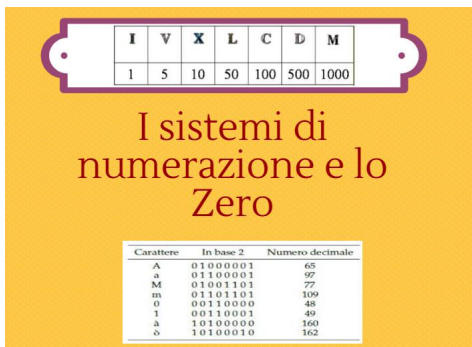 I V X L C D M
1 5 10 50 100 500 1000
I sistemi di
numerazione e lo
Zero
Carattere In base 2 Numero decimale
A 01000001 65
a 01100001 97
M 01001101 77
m 01101101 109
0 00110000 48
1 00110001 49
à 10100000 160
ò 10100010 162